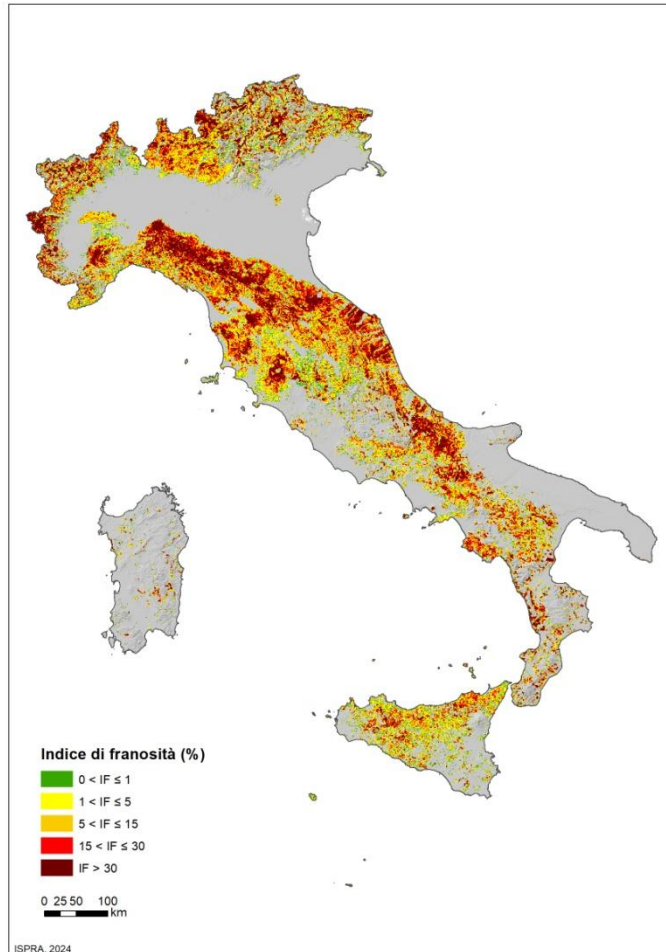 Indice di franosità (%)
0 < IF ≤ 1
1 < IF ≤ 5
5 < IF ≤ 15
15 < IF ≤ 30
IF > 30
0 25 50 100
km
ISPRA, 2024